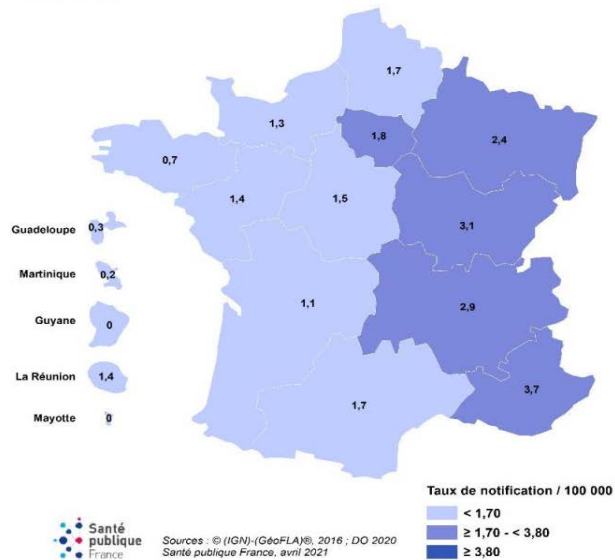 1,7
1,3
1,8
2,4
0,7
1,4
1,5
3,1
Guadeloupe
0,3
Martinique
0,2
1,1
2,9
Guyane
0
La Réunion
1,4
3,7
1,7
Mayotte
0
Taux de notification / 100 000
< 1,70
≥ 1,70 - < 3,80
≥ 3,80
Santé
publique
France
Sources : © (IGN)-(GéoFLA)®, 2016 ; DO 2020
Santé publique France, avril 2021